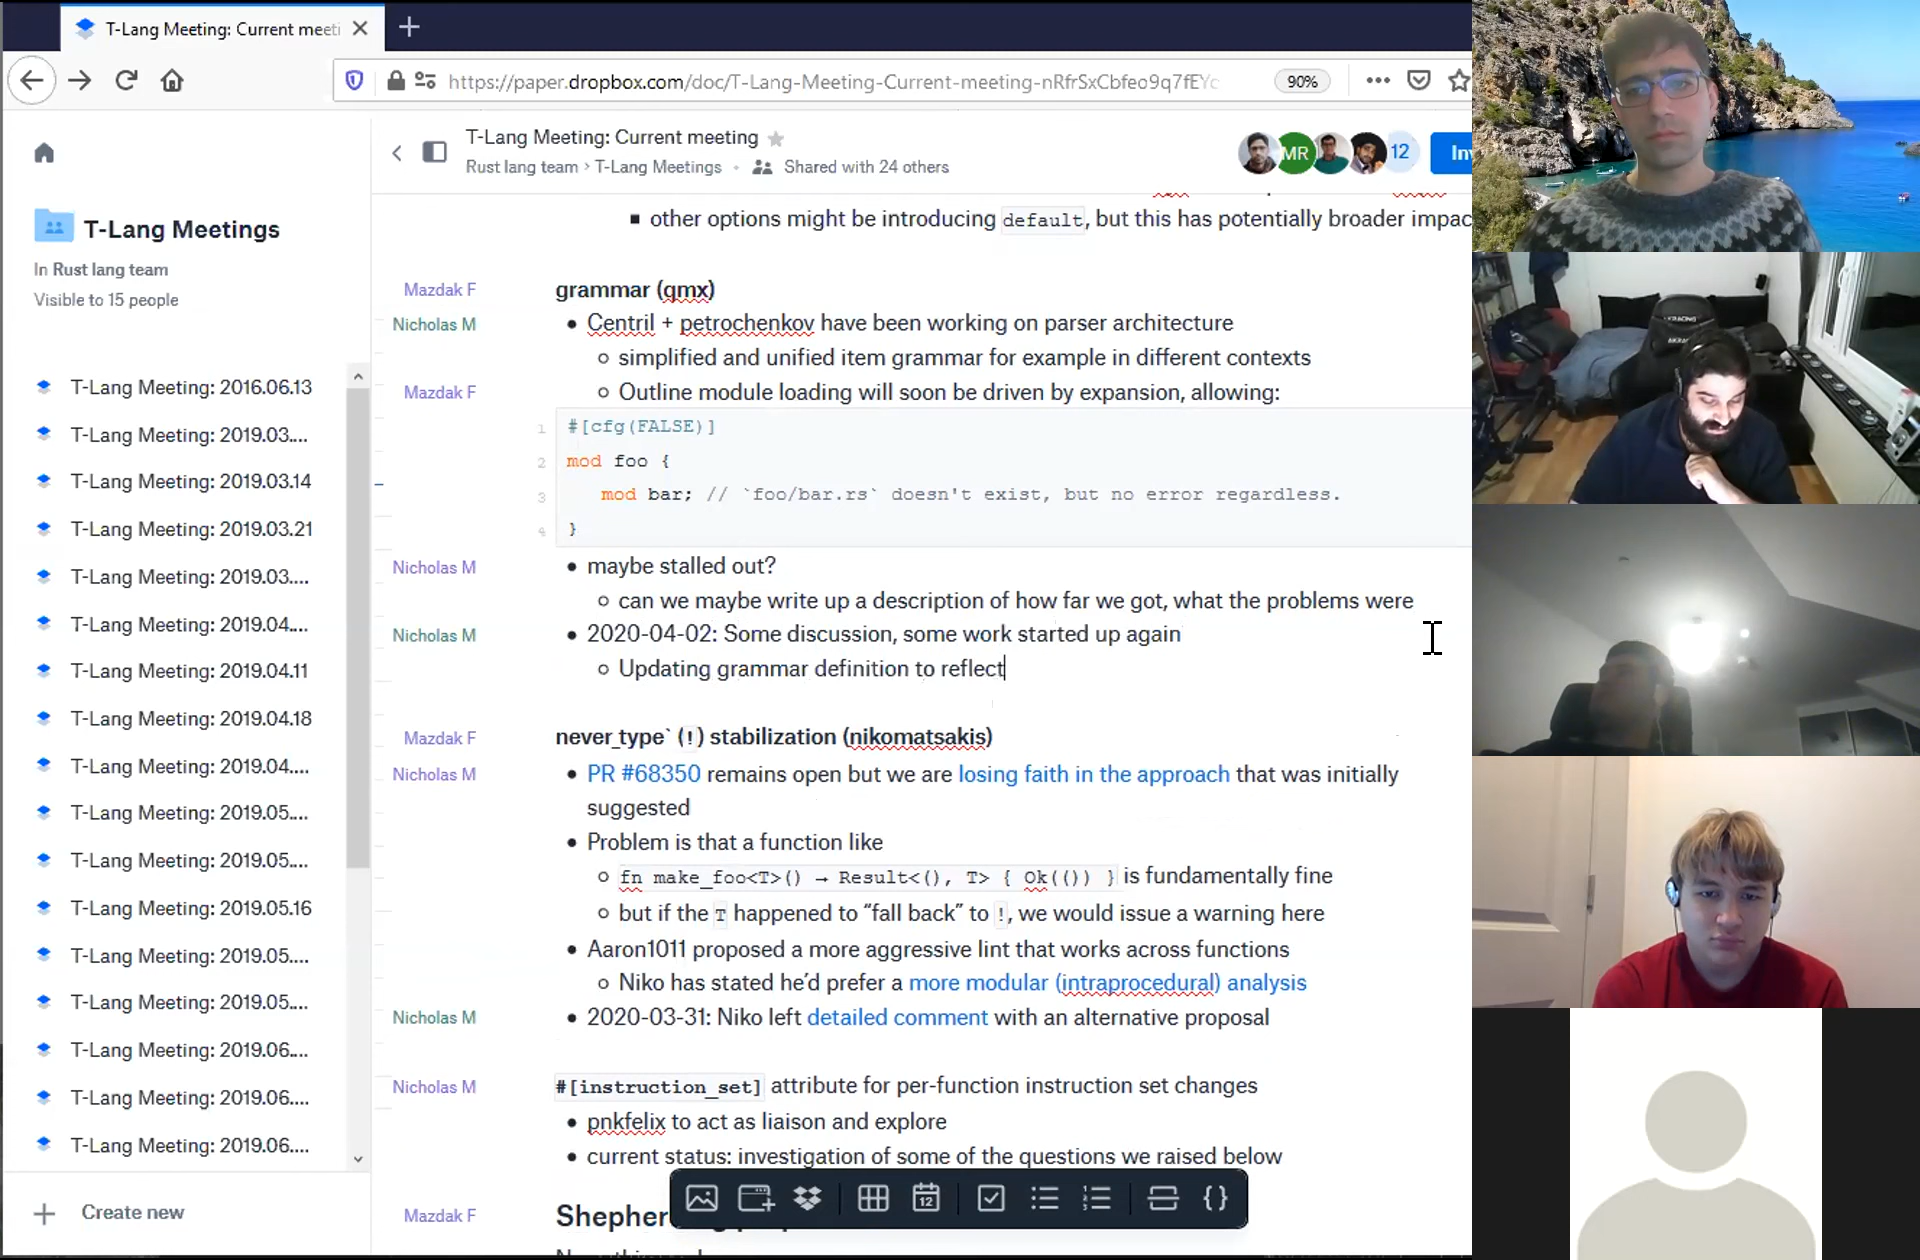 T-Lang Meeting: Current meeti
https://paper.dropbox.com/doc/T-Lang-Meeting-Current-meeting-nRfrSxCbfeo9q7fEYc
90%
T-Lang Meeting: Current meeting
Rust lang team › T-Lang Meetings • Shared with 24 others
MR
12
Inv
T-Lang Meetings
In Rust lang team
Visible to 15 people
T-Lang Meeting: 2016.06.13
T-Lang Meeting: 2019.03....
T-Lang Meeting: 2019.03.14
T-Lang Meeting: 2019.03.21
T-Lang Meeting: 2019.03....
T-Lang Meeting: 2019.04....
T-Lang Meeting: 2019.04.11
T-Lang Meeting: 2019.04.18
T-Lang Meeting: 2019.04....
T-Lang Meeting: 2019.05....
T-Lang Meeting: 2019.05....
T-Lang Meeting: 2019.05.16
T-Lang Meeting: 2019.05....
T-Lang Meeting: 2019.05....
T-Lang Meeting: 2019.06....
T-Lang Meeting: 2019.06....
T-Lang Meeting: 2019.06....
Create new
▪ other options might be introducing default, but this has potentially broader impac
Mazdak F grammar (qmx)
Nicholas M • Centril + petrochenkov have been working on parser architecture
○ simplified and unified item grammar for example in different contexts
Mazdak F ○ Outline module loading will soon be driven by expansion, allowing:
1 #[cfg(FALSE)]
2 mod foo {
3 mod bar; // `foo/bar.rs` doesn't exist, but no error regardless.
4 }
Nicholas M • maybe stalled out?
○ can we maybe write up a description of how far we got, what the problems were
Nicholas M • 2020-04-02: Some discussion, some work started up again
○ Updating grammar definition to reflect
Mazdak F never_type` (!) stabilization (nikomatsakis)
Nicholas M • PR #68350 remains open but we are losing faith in the approach that was initially
suggested
• Problem is that a function like
○ fn make_foo<T>() → Result<(), T> { Ok(()) } is fundamentally fine
○ but if the T happened to “fall back” to !, we would issue a warning here
• Aaron1011 proposed a more aggressive lint that works across functions
○ Niko has stated he’d prefer a more modular (intraprocedural) analysis
Nicholas M • 2020-03-31: Niko left detailed comment with an alternative proposal
Nicholas M #[instruction_set] attribute for per-function instruction set changes
• pnkfelix to act as liaison and explore
• current status: investigation of some of the questions we raised below
Mazdak F Shepher
12